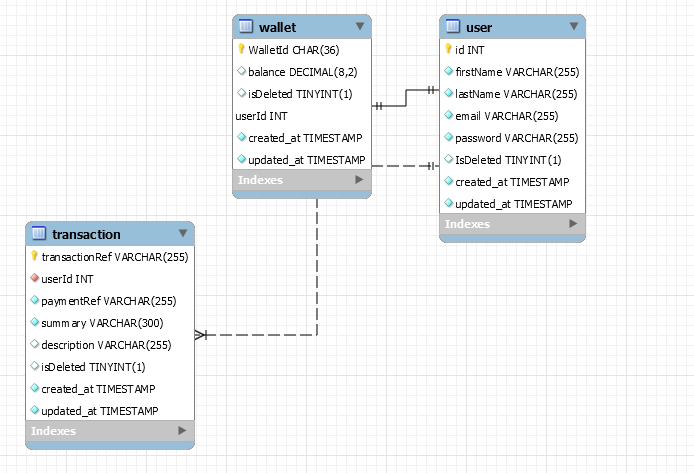 wallet
WalletId CHAR(36)
balance DECIMAL(8,2)
isDeleted TINYINT(1)
userId INT
created_at TIMESTAMP
updated_at TIMESTAMP
Indexes
user
id INT
firstName VARCHAR(255)
lastName VARCHAR(255)
email VARCHAR(255)
password VARCHAR(255)
IsDeleted TINYINT(1)
created_at TIMESTAMP
updated_at TIMESTAMP
Indexes
transaction
transactionRef VARCHAR(255)
userId INT
paymentRef VARCHAR(255)
summary VARCHAR(300)
description VARCHAR(255)
isDeleted TINYINT(1)
created_at TIMESTAMP
updated_at TIMESTAMP
Indexes